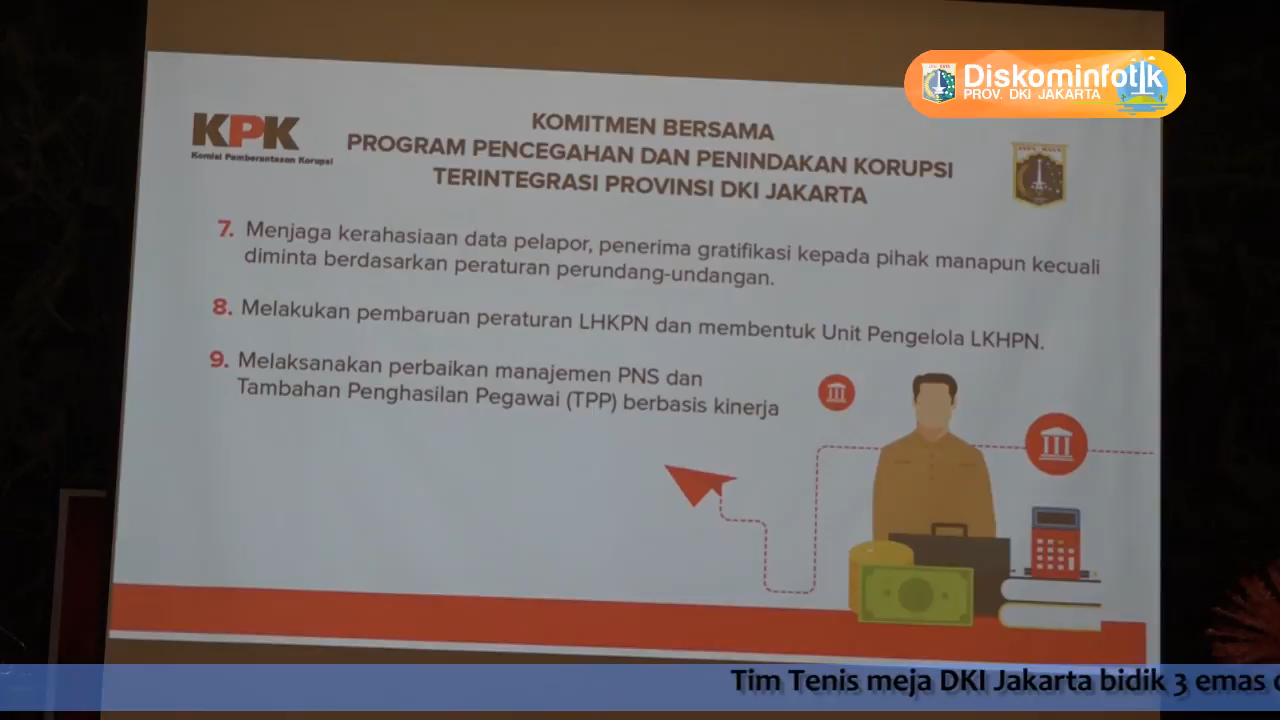 Diskominfotik
PROV. DKI JAKARTA
KPK
Komisi Pemberantasan Korupsi
KOMITMEN BERSAMA
PROGRAM PENCEGAHAN DAN PENINDAKAN KORUPSI
TERINTEGRASI PROVINSI DKI JAKARTA
7. Menjaga kerahasiaan data pelapor, penerima gratifikasi kepada pihak manapun kecuali
diminta berdasarkan peraturan perundang-undangan.
8. Melakukan pembaruan peraturan LHKPN dan membentuk Unit Pengelola LKHPN.
9. Melaksanakan perbaikan manajemen PNS dan
Tambahan Penghasilan Pegawai (TPP) berbasis kinerja
Tim Tenis meja DKI Jakarta bidik 3 emas